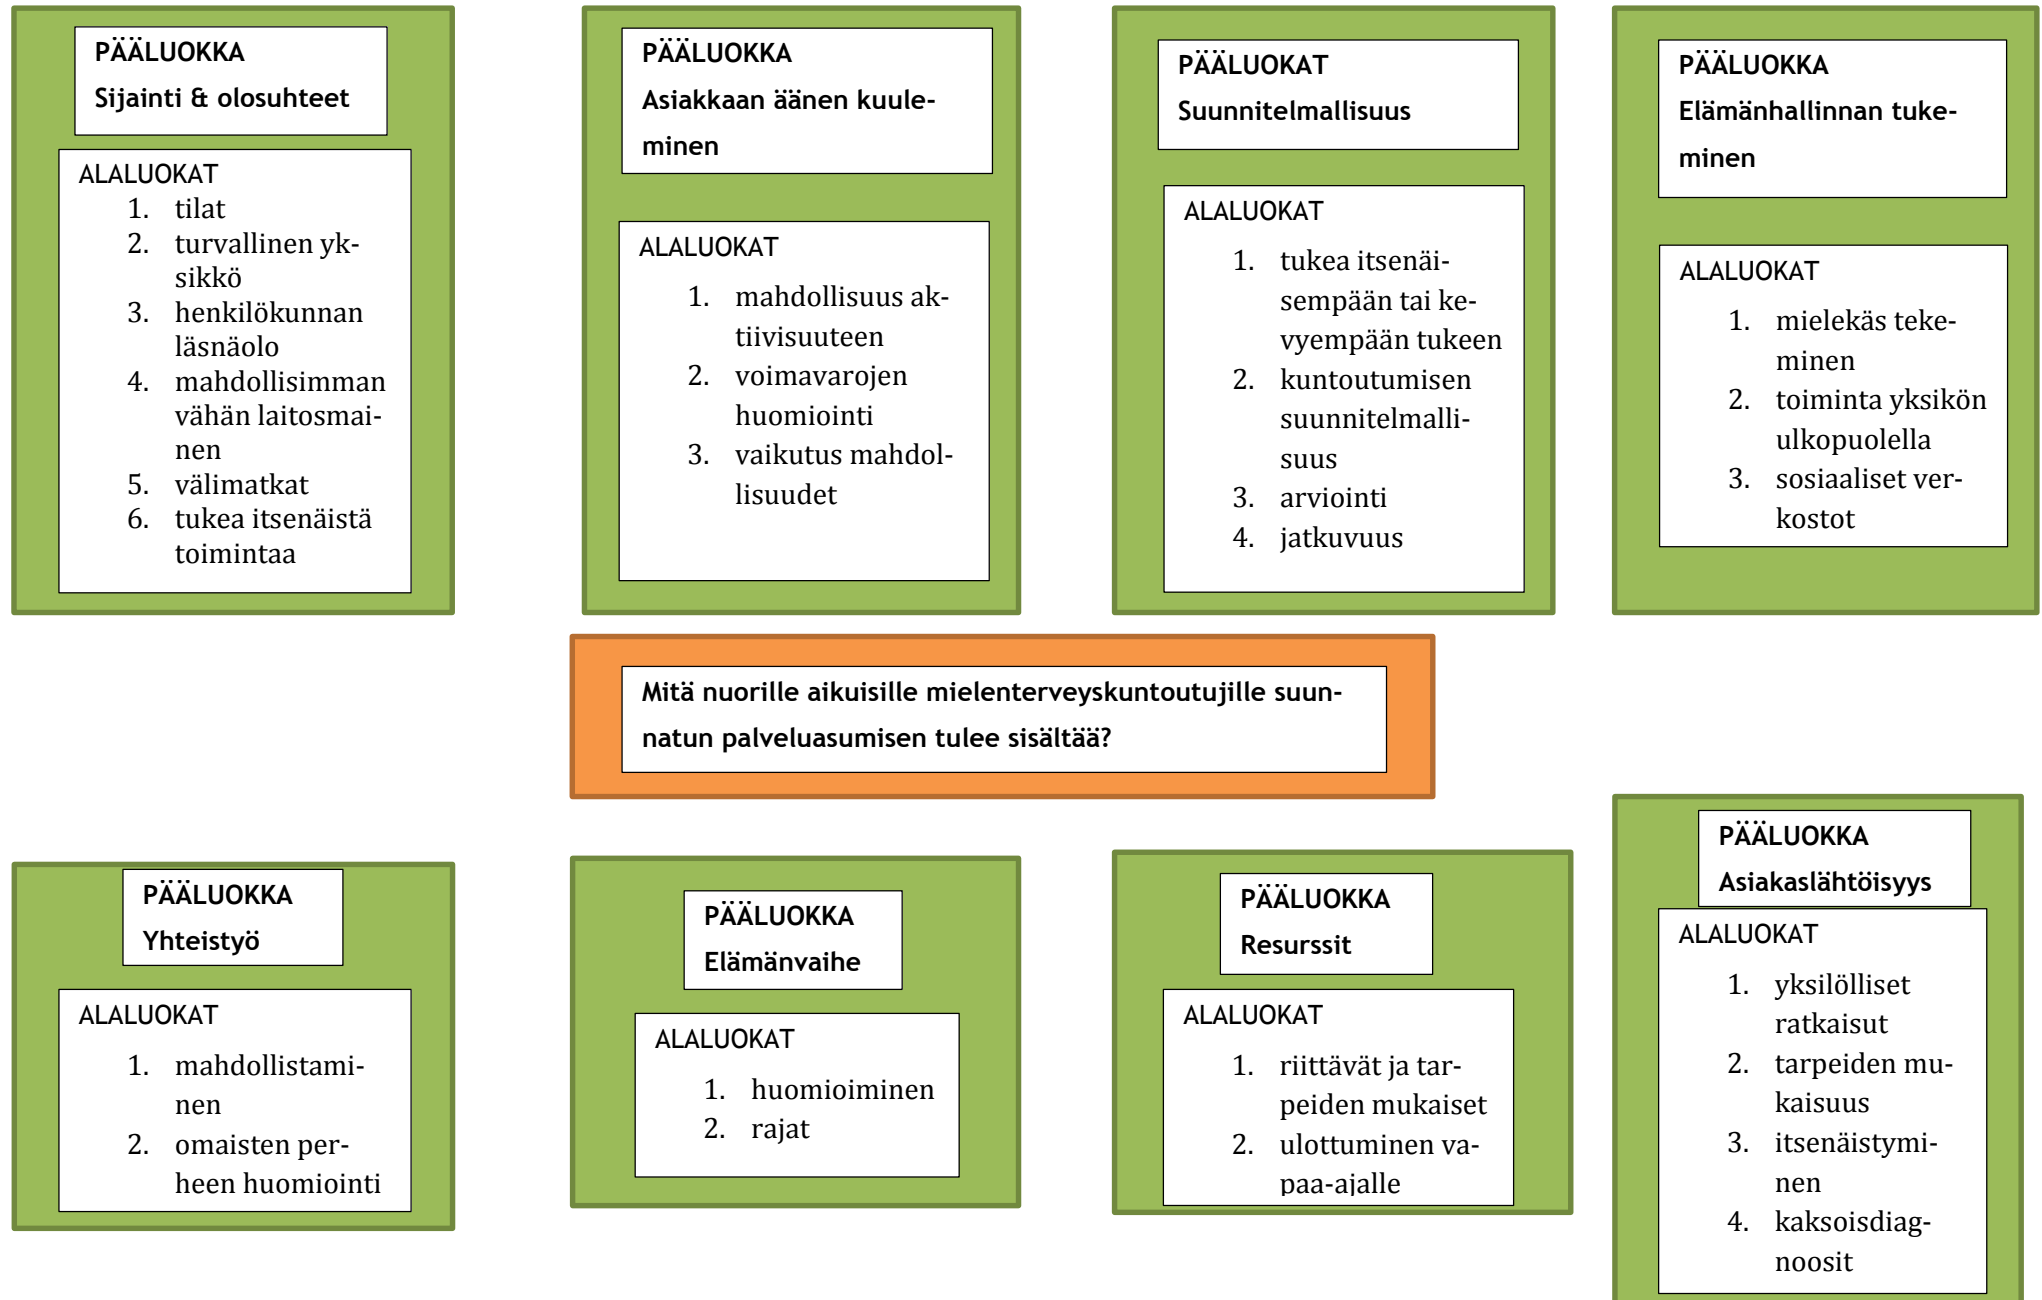 PÄÄLUOKKA
Sijainti & olosuhteet
ALALUOKAT
1. tilat
2. turvallinen yk-
sikkö
3. henkilökunnan
läsnäolo
4. mahdollisimman
vähän laitosmai-
nen
5. välimatkat
6. tukea itsenäistä
toimintaa
PÄÄLUOKKA
Asiakkaan äänen kuule-
minen
ALALUOKAT
1. mahdollisuus ak-
tiivisuuteen
2. voimavarojen
huomiointi
3. vaikutus mahdol-
lisuudet
PÄÄLUOKAT
Suunnitelmallisuus
ALALUOKAT
1. tukea itsenäi-
sempään tai ke-
vyempään tukeen
2. kuntoutumisen
suunnitelmalli-
suus
3. arviointi
4. jatkuvuus
PÄÄLUOKKA
Elämänhallinnan tuke-
minen
ALALUOKAT
1. mielekäs teke-
minen
2. toiminta yksikön
ulkopuolella
3. sosiaaliset ver-
kostot
Mitä nuorille aikuisille mielenterveyskuntoutujille suun-
natun palveluasumisen tulee sisältää?
PÄÄLUOKKA
Yhteistyö
ALALUOKAT
1. mahdollistami-
nen
2. omaisten per-
heen huomiointi
PÄÄLUOKKA
Elämänvaihe
ALALUOKAT
1. huomioiminen
2. rajat
PÄÄLUOKKA
Resurssit
ALALUOKAT
1. riittävät ja tar-
peiden mukaiset
2. ulottuminen va-
paa-ajalle
PÄÄLUOKKA
Asiakaslähtöisyys
ALALUOKAT
1. yksilölliset
ratkaisut
2. tarpeiden mu-
kaisuus
3. itsenäistymi-
nen
4. kaksoisdiag-
noosit